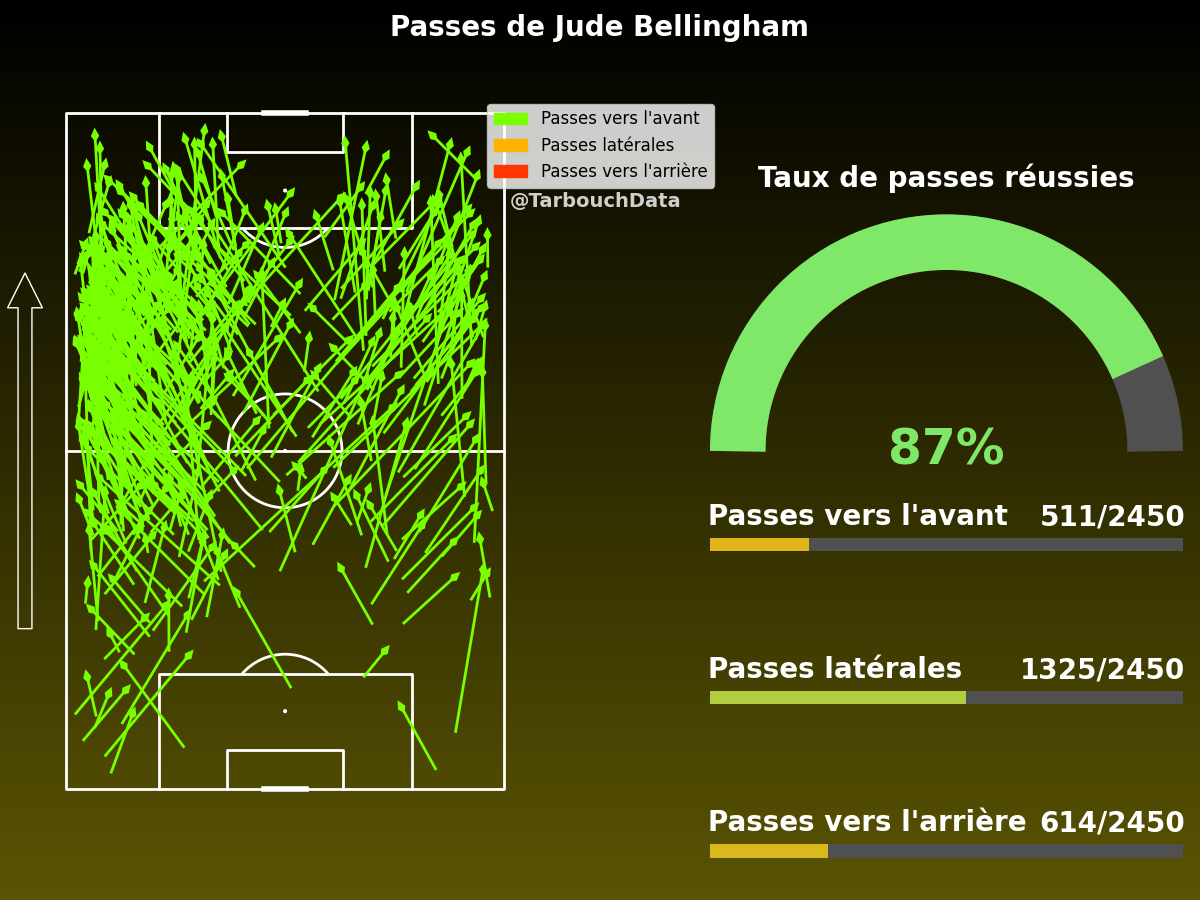 Passes de Jude Bellingham
Passes vers l'avant
Passes latérales
Passes vers l'arrière
@TarbouchData
Taux de passes réussies
87%
Passes vers l'avant 511/2450
Passes latérales 1325/2450
Passes vers l'arrière 614/2450